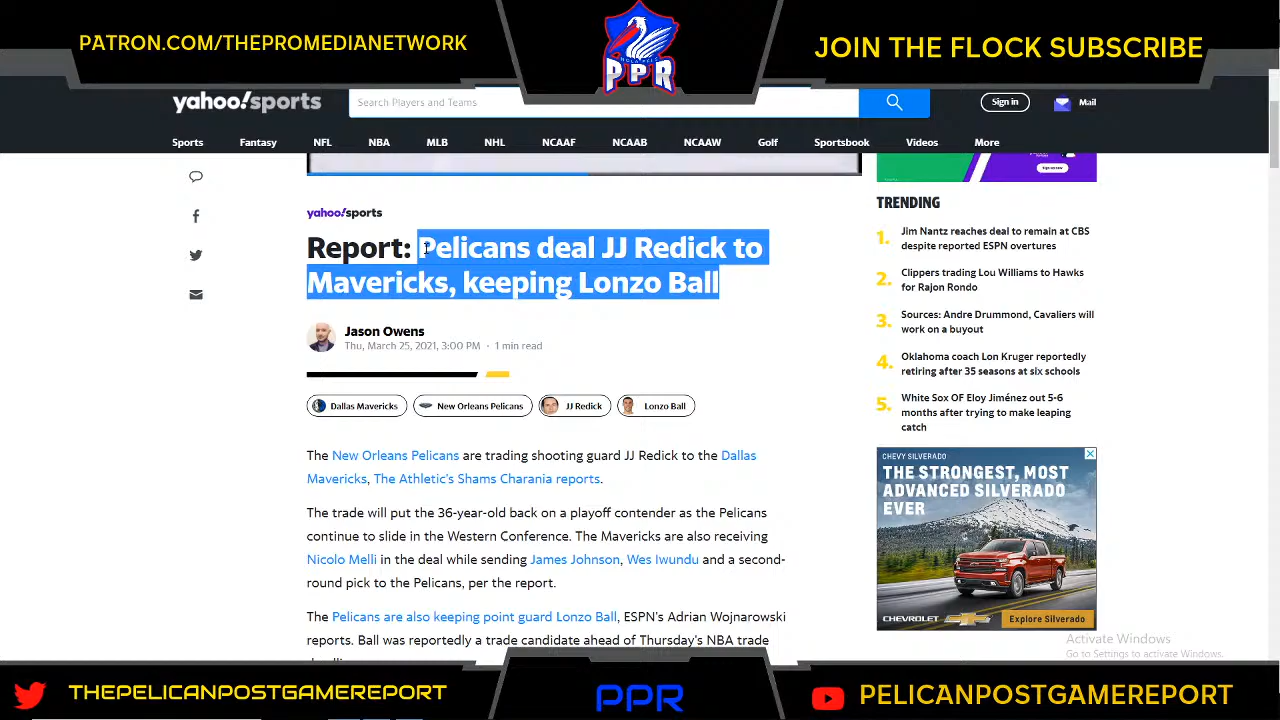 PATRON.COM/THEPROMEDIANETWORK
NOLA PELS
PPR
JOIN THE FLOCK SUBSCRIBE
yahoo!sports
Search Players and Teams
Sign in
Mail
Sports
Fantasy
NFL
NBA
MLB
NHL
NCAAF
NCAAB
NCAAW
Golf
Sportsbook
Videos
More
yahoo!sports
Report: Pelicans deal JJ Redick to
Mavericks, keeping Lonzo Ball
Jason Owens
Thu, March 25, 2021, 3:00 PM · 1 min read
Dallas Mavericks
New Orleans Pelicans
JJ Redick
Lonzo Ball
The New Orleans Pelicans are trading shooting guard JJ Redick to the Dallas
Mavericks, The Athletic's Shams Charania reports.
The trade will put the 36-year-old back on a playoff contender as the Pelicans
continue to slide in the Western Conference. The Mavericks are also receiving
Nicolo Melli in the deal while sending James Johnson, Wes Iwundu and a second-
round pick to the Pelicans, per the report.
The Pelicans are also keeping point guard Lonzo Ball, ESPN's Adrian Wojnarowski
reports. Ball was reportedly a trade candidate ahead of Thursday's NBA trade
TRENDING
1. Jim Nantz reaches deal to remain at CBS
despite reported ESPN overtures
2. Clippers trading Lou Williams to Hawks
for Rajon Rondo
3. Sources: Andre Drummond, Cavaliers will
work on a buyout
4. Oklahoma coach Lon Kruger reportedly
retiring after 35 seasons at six schools
5. White Sox OF Eloy Jiménez out 5-6
months after trying to make leaping
catch
CHEVY SILVERADO
THE STRONGEST, MOST
ADVANCED SILVERADO
EVER
CHEVROLET
Explore Silverado
Activate Windows
Go to Settings to activate Windows.
THEPELICANPOSTGAMEREPORT
PPR
PELICANPOSTGAMEREPORT